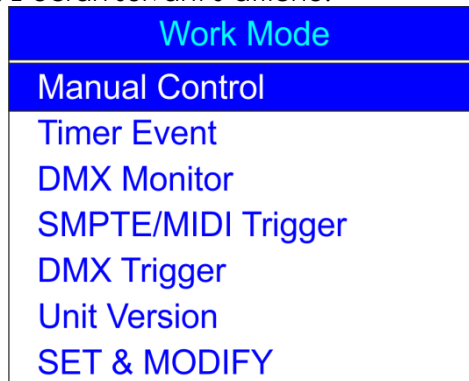 Work Mode
Manual Control
Timer Event
DMX Monitor
SMPTE/MIDI Trigger
DMX Trigger
Unit Version
SET & MODIFY